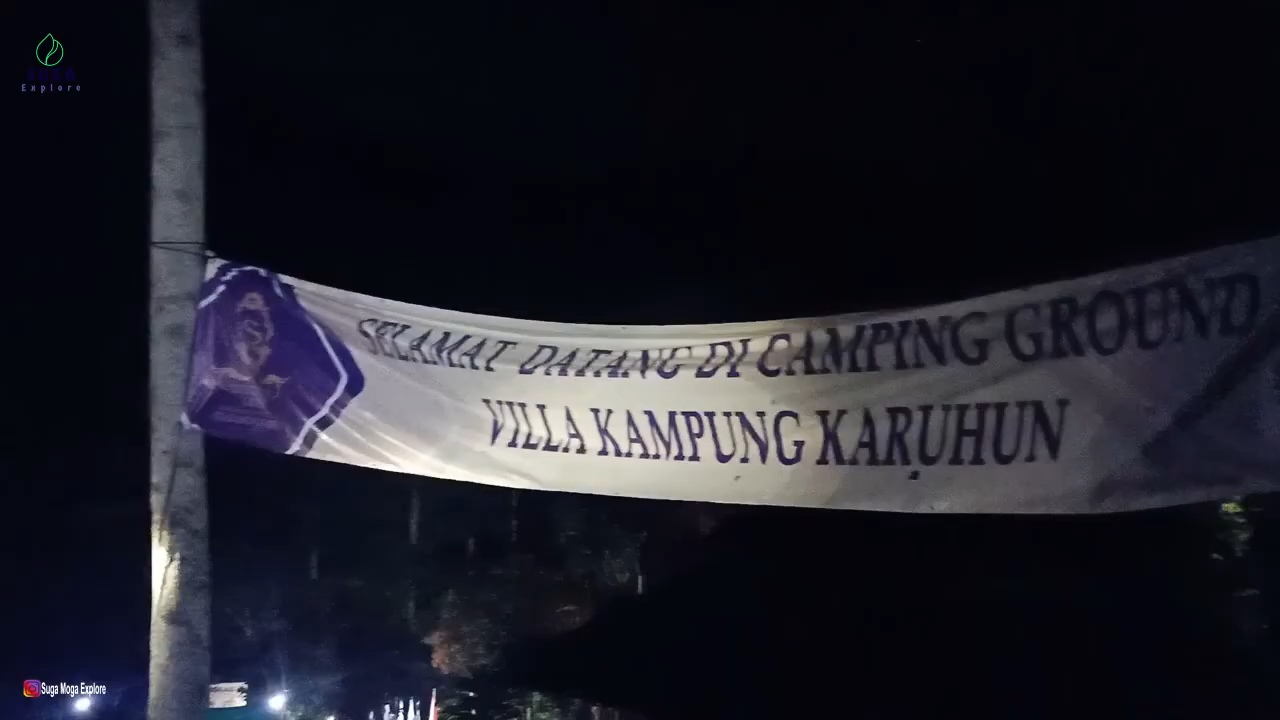 Explore
SELAMAT DATANG DI CAMPING GROUND
VILLA KAMPUNG KARUHUN
Suga Moga Explore